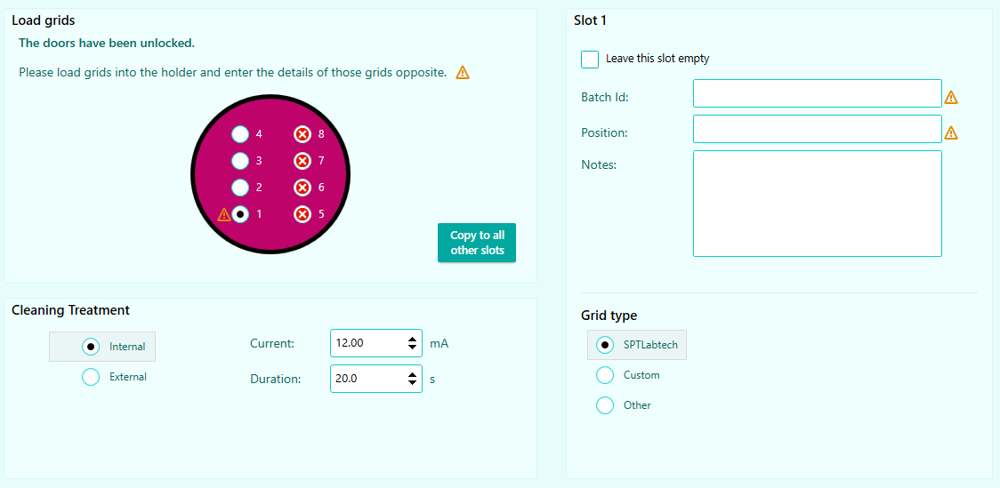 Load grids
The doors have been unlocked.
Please load grids into the holder and enter the details of those grids opposite.
4 8
3 7
2 6
1 5
Copy to all
other slots
Cleaning Treatment
Internal
External
Current: 12.00 mA
Duration: 20.0 s
Slot 1
Leave this slot empty
Batch Id:
Position:
Notes:
Grid type
SPTLabtech
Custom
Other